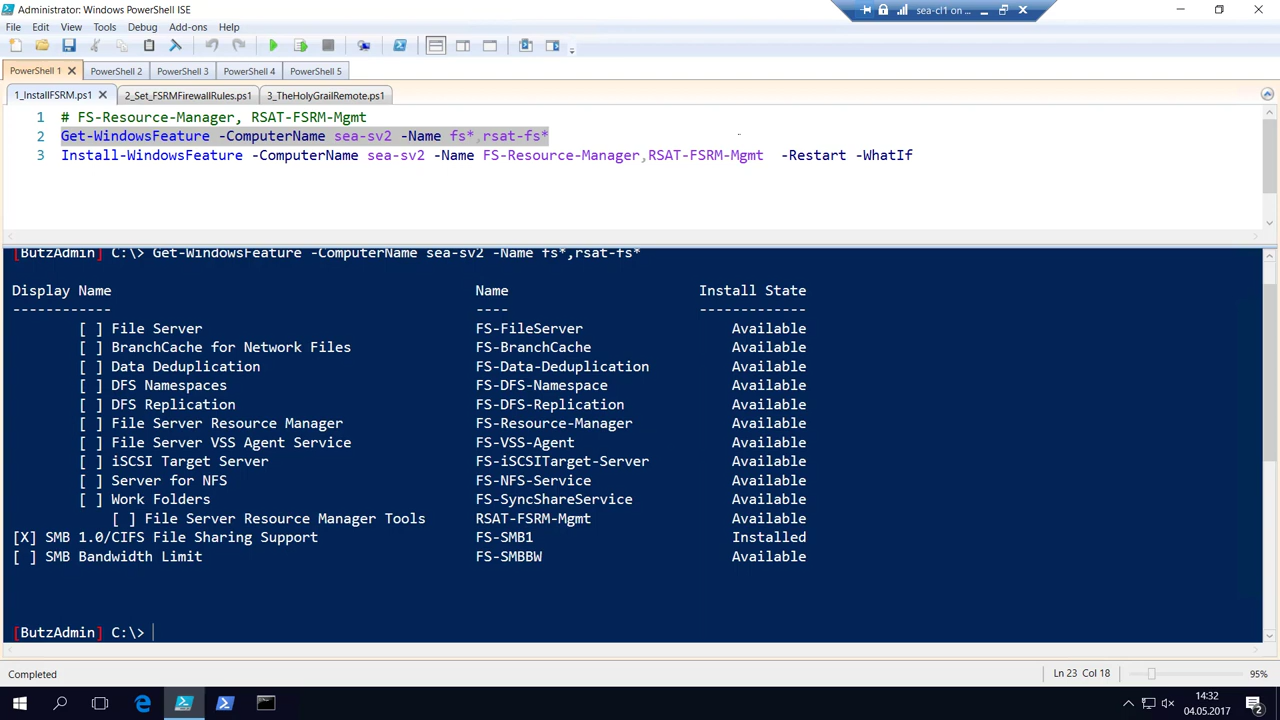 Administrator: Windows PowerShell ISE
sea-cl1 on ...
File Edit View Tools Debug Add-ons Help
PowerShell 1 PowerShell 2 PowerShell 3 PowerShell 4 PowerShell 5
1_InstallFSRM.ps1 2_Set_FSRMFirewallRules.ps1 3_TheHolyGrailRemote.ps1
1 # FS-Resource-Manager, RSAT-FSRM-Mgmt
2 Get-WindowsFeature -ComputerName sea-sv2 -Name fs*,rsat-fs*
3 Install-WindowsFeature -ComputerName sea-sv2 -Name FS-Resource-Manager,RSAT-FSRM-Mgmt -Restart -WhatIf
[ButzAdmin] C:\> Get-WindowsFeature -ComputerName sea-sv2 -Name fs*,rsat-fs*
Display Name Name Install State
------------ ---- -------------
[ ] File Server FS-FileServer Available
[ ] BranchCache for Network Files FS-BranchCache Available
[ ] Data Deduplication FS-Data-Deduplication Available
[ ] DFS Namespaces FS-DFS-Namespace Available
[ ] DFS Replication FS-DFS-Replication Available
[ ] File Server Resource Manager FS-Resource-Manager Available
[ ] File Server VSS Agent Service FS-VSS-Agent Available
[ ] iSCSI Target Server FS-iSCSITarget-Server Available
[ ] Server for NFS FS-NFS-Service Available
[ ] Work Folders FS-SyncShareService Available
[ ] File Server Resource Manager Tools RSAT-FSRM-Mgmt Available
[X] SMB 1.0/CIFS File Sharing Support FS-SMB1 Installed
[ ] SMB Bandwidth Limit FS-SMBBW Available
[ButzAdmin] C:\>
Completed Ln 23 Col 18 95%
14:32
04.05.2017
2